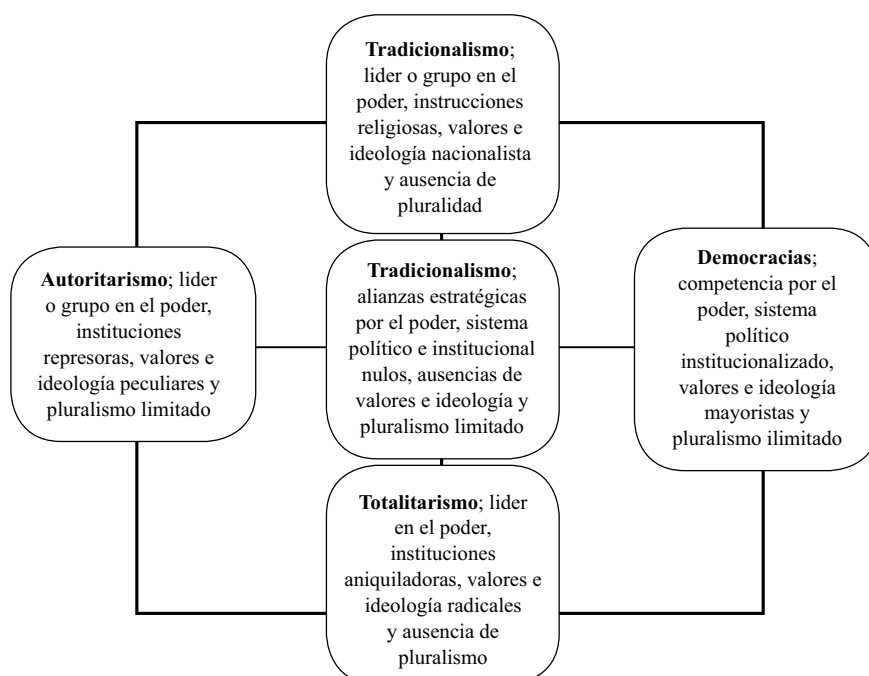 Tradicionalismo;
lider o grupo en el
poder, instrucciones
religiosas, valores e
ideología nacionalista
y ausencia de
pluralidad
Autoritarismo; lider
o grupo en el poder,
instituciones
represoras, valores e
ideología peculiares y
pluralismo limitado
Tradicionalismo;
alianzas estratégicas
por el poder, sistema
político e institucional
nulos, ausencias de
valores e ideología y
pluralismo limitado
Democracias;
competencia por el
poder, sistema
político
institucionalizado,
valores e ideología
mayoristas y
pluralismo ilimitado
Totalitarismo; lider
en el poder,
instituciones
aniquiladoras, valores e
ideología radicales
y ausencia de
pluralismo